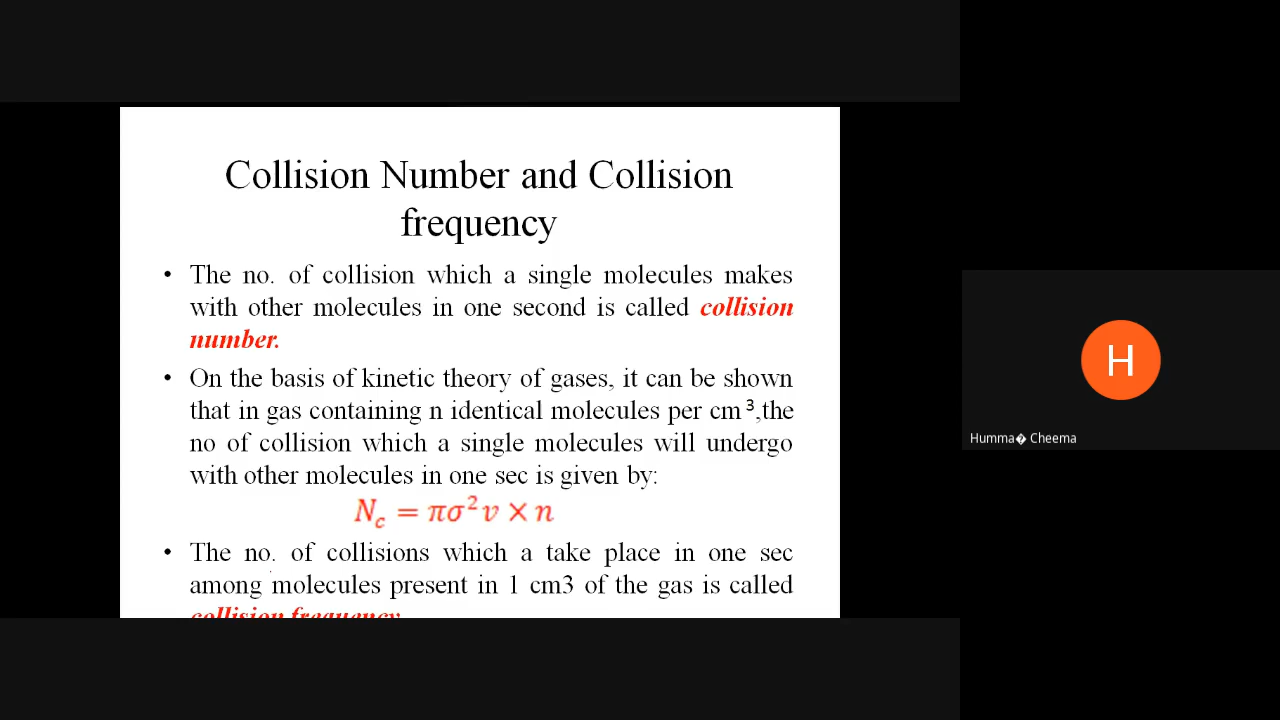 Collision Number and Collision
frequency
• The no. of collision which a single molecules makes
with other molecules in one second is called collision
number.
• On the basis of kinetic theory of gases, it can be shown
that in gas containing n identical molecules per cm³,the
no of collision which a single molecules will undergo
with other molecules in one sec is given by:
N_c = πσ²v × n
• The no. of collisions which a take place in one sec
among molecules present in 1 cm3 of the gas is called
collision frequency
H
Humma� Cheema